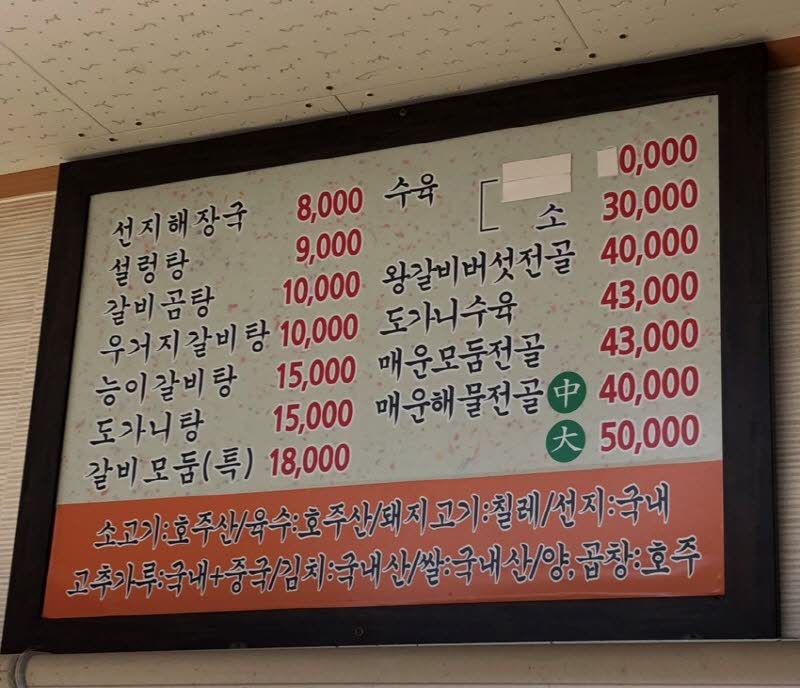 선지해장국 8,000
설렁탕 9,000
갈비곰탕 10,000
우거지갈비탕 10,000
능이갈비탕 15,000
도가니탕 15,000
갈비모둠(특) 18,000
수육 0,000
소 30,000
왕갈비버섯전골 40,000
도가니수육 43,000
매운모둠전골 43,000
매운해물전골 中 40,000
大 50,000
소고기:호주산/육수:호주산/돼지고기:칠레/선지:국내
고추가루:국내+중국/김치:국내산/쌀:국내산/양,곱창:호주